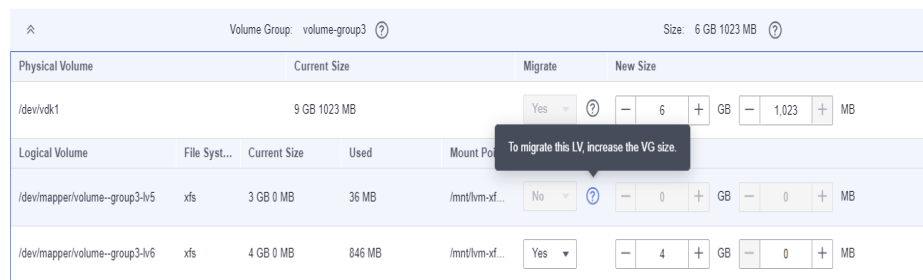 Volume Group: volume-group3 ? Size: 6 GB 1023 MB ?
Physical Volume Current Size Migrate New Size
/dev/vdk1 9 GB 1023 MB Yes ? − 6 + GB − 1,023 + MB
To migrate this LV, increase the VG size.
Logical Volume File Syst... Current Size Used Mount Poi
/dev/mapper/volume--group3-lv5 xfs 3 GB 0 MB 36 MB /mnt/lvm-xf... No ? − 0 + GB − 0 + MB
/dev/mapper/volume--group3-lv6 xfs 4 GB 0 MB 846 MB /mnt/lvm-xf... Yes − 4 + GB − 0 + MB